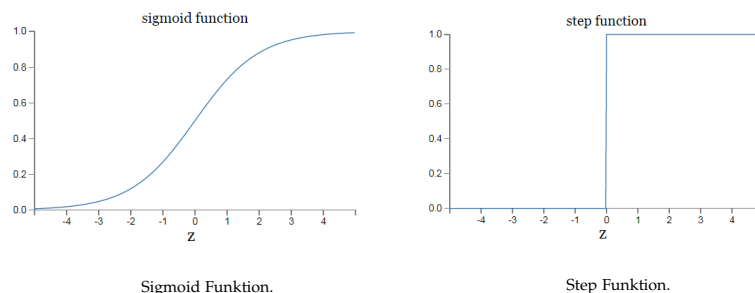 sigmoid function
1.0
0.8
0.6
0.4
0.2
0.0
-4 -3 -2 -1 0 1 2 3 4
Z
Sigmoid Funktion.
step function
1.0
0.8
0.6
0.4
0.2
0.0
-4 -3 -2 -1 0 1 2 3 4
Z
Step Funktion.